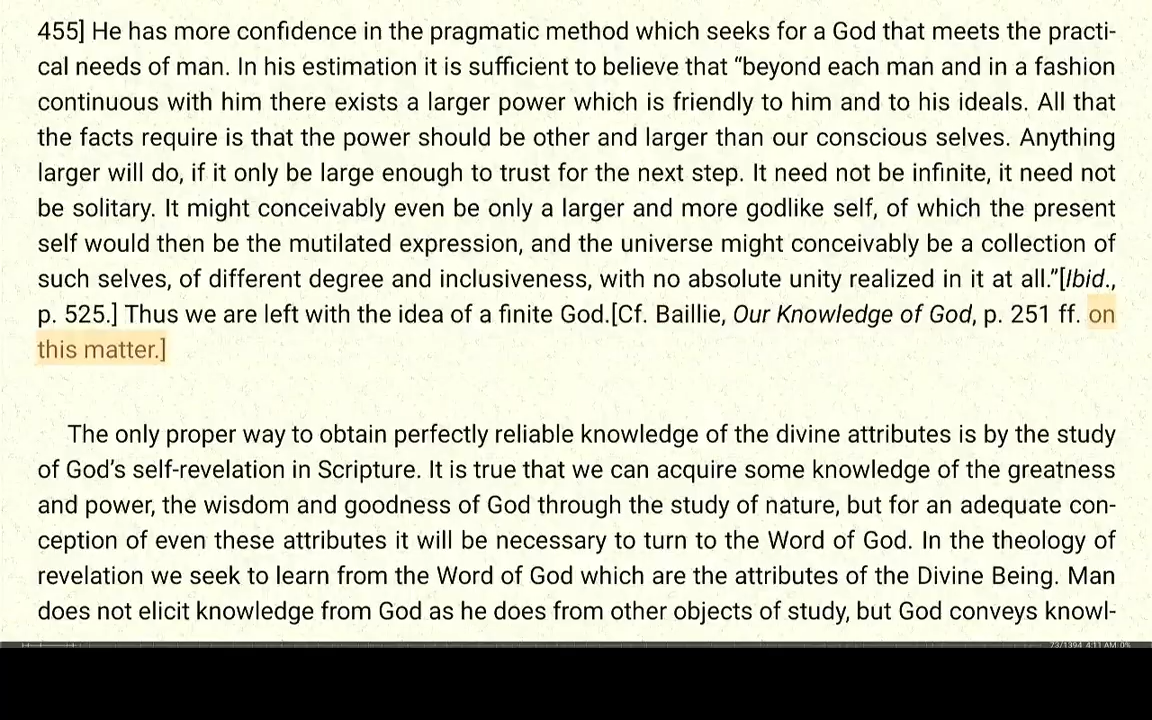 455] He has more confidence in the pragmatic method which seeks for a God that meets the practi-
cal needs of man. In his estimation it is sufficient to believe that “beyond each man and in a fashion
continuous with him there exists a larger power which is friendly to him and to his ideals. All that
the facts require is that the power should be other and larger than our conscious selves. Anything
larger will do, if it only be large enough to trust for the next step. It need not be infinite, it need not
be solitary. It might conceivably even be only a larger and more godlike self, of which the present
self would then be the mutilated expression, and the universe might conceivably be a collection of
such selves, of different degree and inclusiveness, with no absolute unity realized in it at all.”[Ibid.,
p. 525.] Thus we are left with the idea of a finite God.[Cf. Baillie, Our Knowledge of God, p. 251 ff. on
this matter.]
The only proper way to obtain perfectly reliable knowledge of the divine attributes is by the study
of God’s self-revelation in Scripture. It is true that we can acquire some knowledge of the greatness
and power, the wisdom and goodness of God through the study of nature, but for an adequate con-
ception of even these attributes it will be necessary to turn to the Word of God. In the theology of
revelation we seek to learn from the Word of God which are the attributes of the Divine Being. Man
does not elicit knowledge from God as he does from other objects of study, but God conveys knowl-
73/1394 4:11 AM 0%